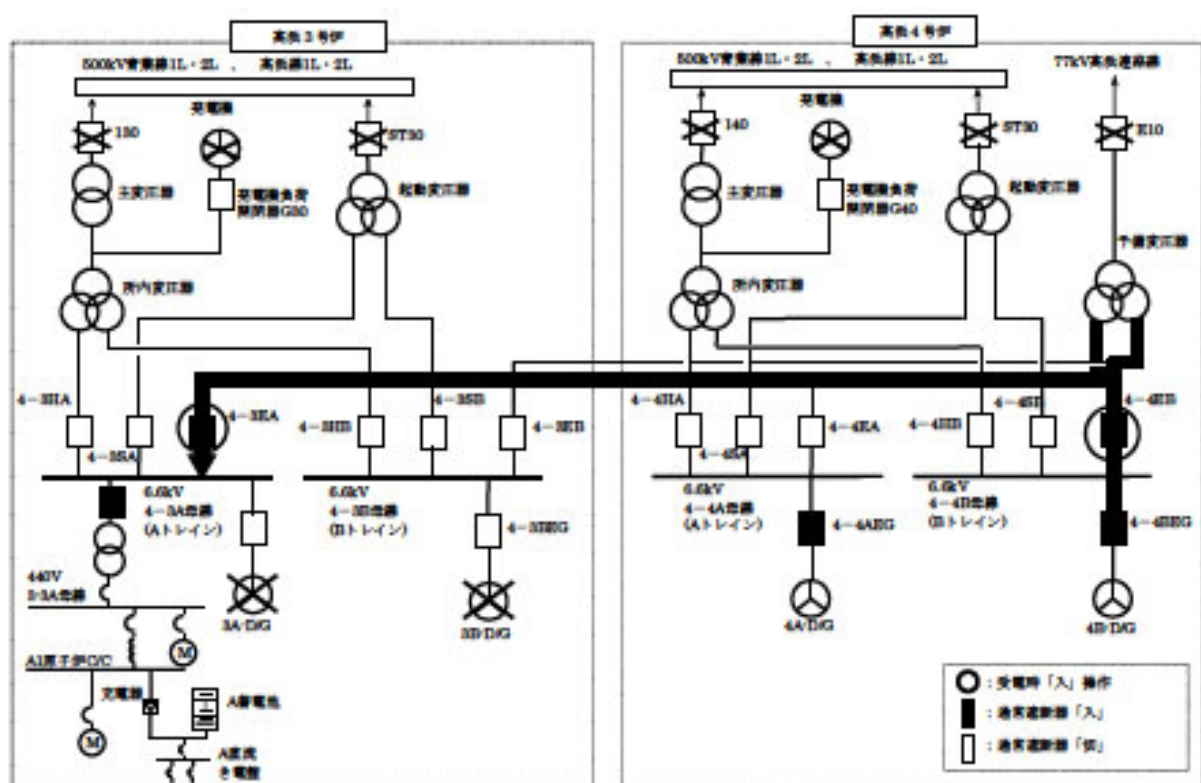 高浜3号炉
500kV青葉線1L・2L 、 高浜線1L・2L
発電機
130
ST30
主変圧器
発電機負荷
開閉器G30
起動変圧器
所内変圧器
4-3HA
4-3SA
4-3EA
4-3HB
4-3SB
4-3EB
6.6kV
4-3A母線
(Aトレイン)
6.6kV
4-3B母線
(Bトレイン)
4-3BEG
440V
3-3A母線
3A-D/G
3B-D/G
M
A1原子炉C/C
充電器
A蓄電池
M
A直流
き電盤
高浜4号炉
500kV青葉線1L・2L 、 高浜線1L・2L
77kV高浜連絡線
発電機
140
ST30
E10
主変圧器
発電機負荷
開閉器G40
起動変圧器
予備変圧器
所内変圧器
4-4HA
4-4SA
4-4EA
4-4HB
4-4SB
4-4EB
6.6kV
4-4A母線
(Aトレイン)
6.6kV
4-4B母線
(Bトレイン)
4-4AEG
4-4BEG
4A-D/G
4B-D/G
:受電時「入」操作
:通常遮断器「入」
:通常遮断器「切」